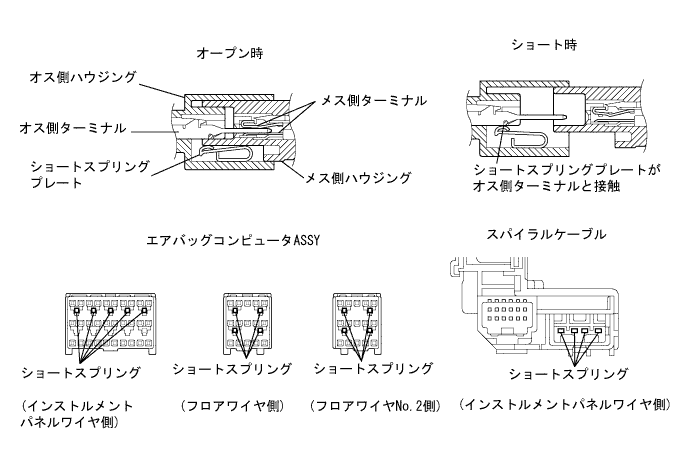 オープン時
ショート時
オス側ハウジング
メス側ターミナル
オス側ターミナル
ショートスプリング
プレート
メス側ハウジング
ショートスプリングプレートが
オス側ターミナルと接触
エアバッグコンピュータASSY
スパイラルケーブル
ショートスプリング
ショートスプリング
ショートスプリング
ショートスプリング
(インストルメント
パネルワイヤ側)
(フロアワイヤ側)
(フロアワイヤNo.2側)
(インストルメントパネルワイヤ側)